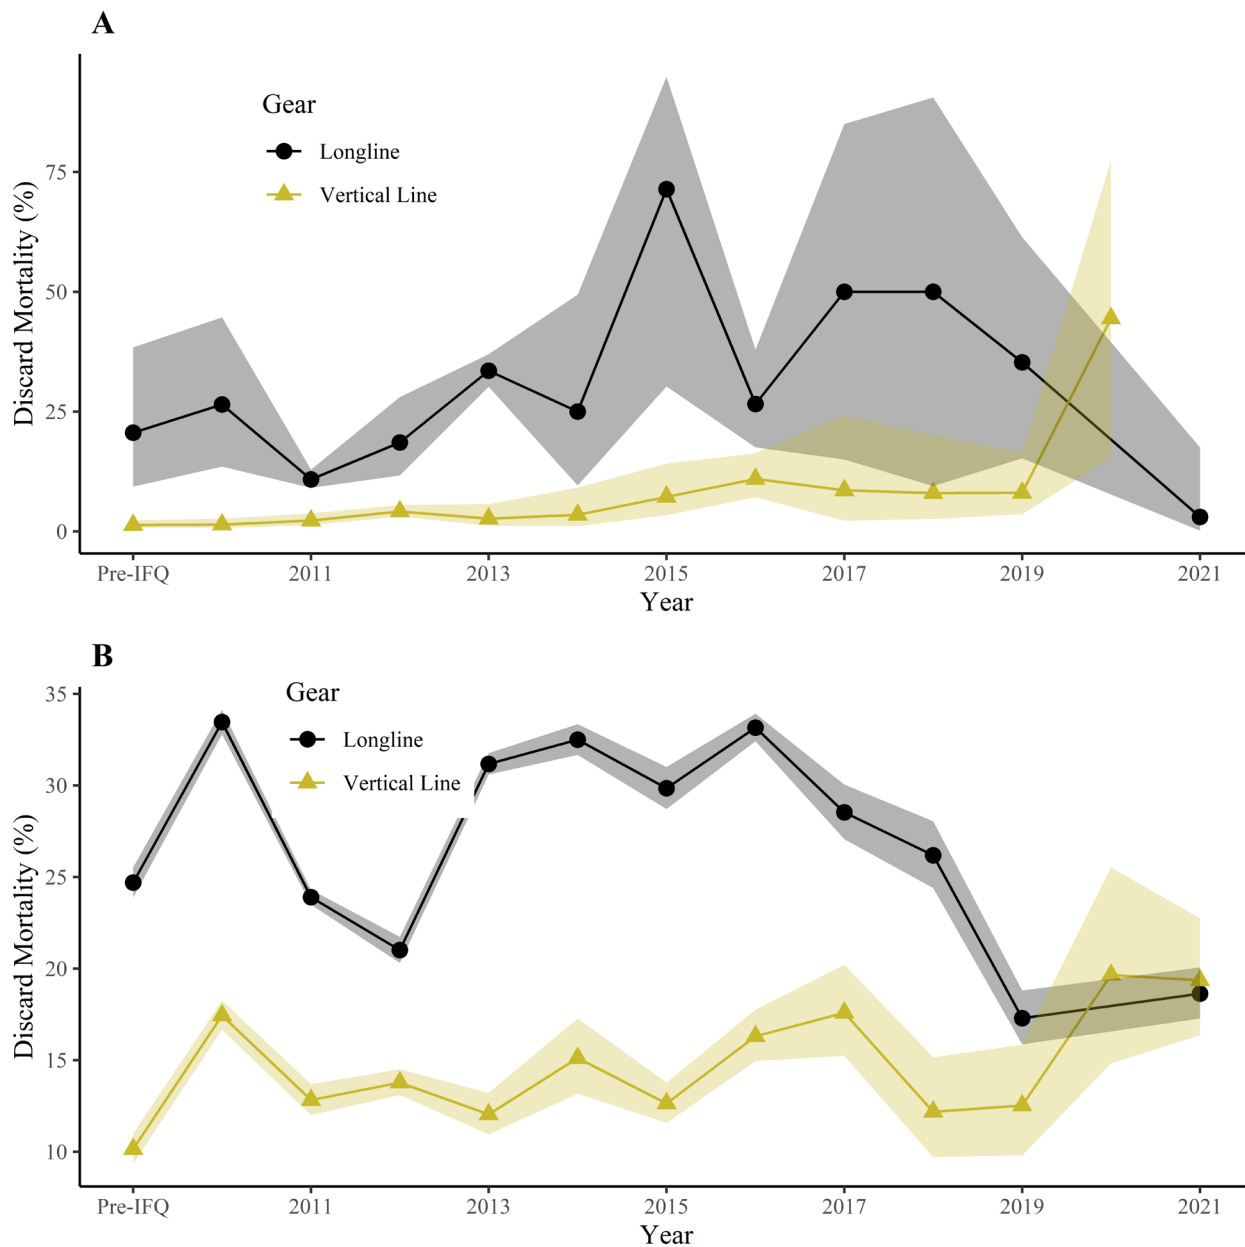 A
Discard Mortality (%)
75
50
25
0
Gear
Longline
Vertical Line
Pre-IFQ 2011 2013 2015 2017 2019 2021
Year
B
Discard Mortality (%)
35
30
25
20
15
10
Gear
Longline
Vertical Line
Pre-IFQ 2011 2013 2015 2017 2019 2021
Year